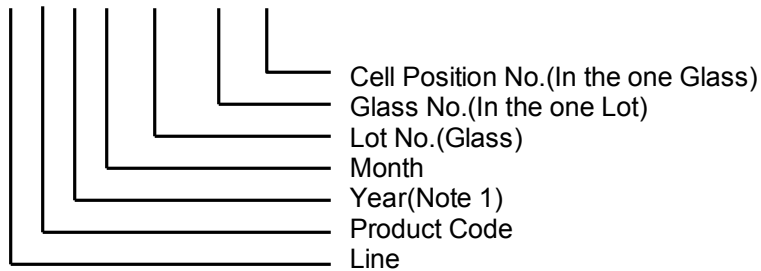 Cell Position No.(In the one Glass)
Glass No.(In the one Lot)
Lot No.(Glass)
Month
Year(Note 1)
Product Code
Line